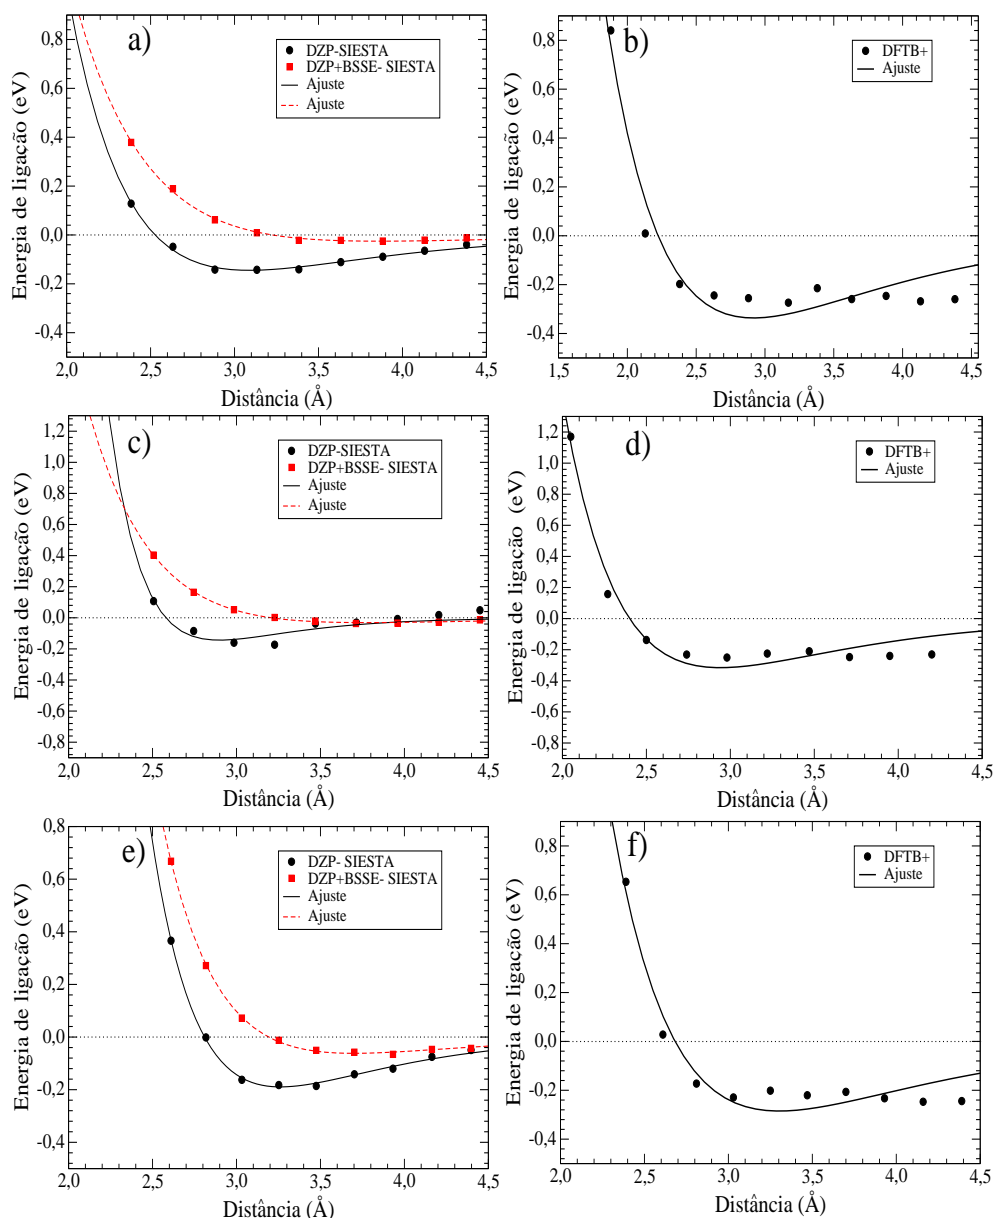 a)
DZP-SIESTA
DZP+BSSE- SIESTA
Ajuste
Ajuste
Energia de ligação (eV)
0,8
0,6
0,4
0,2
0,0
-0,2
-0,4
2,0 2,5 3,0 3,5 4,0 4,5
Distância (Å)
b)
DFTB+
Ajuste
Energia de ligação (eV)
0,8
0,6
0,4
0,2
0,0
-0,2
-0,4
1,5 2,0 2,5 3,0 3,5 4,0 4,5
Distância (Å)
c)
DZP-SIESTA
DZP+BSSE- SIESTA
Ajuste
Ajuste
Energia de ligação (eV)
1,2
1,0
0,8
0,6
0,4
0,2
0,0
-0,2
-0,4
-0,6
-0,8
2,0 2,5 3,0 3,5 4,0 4,5
Distância (Å)
d)
DFTB+
Ajuste
Energia de ligação (eV)
1,2
1,0
0,8
0,6
0,4
0,2
0,0
-0,2
-0,4
-0,6
-0,8
2,0 2,5 3,0 3,5 4,0 4,5
Distância (Å)
e)
DZP- SIESTA
DZP+BSSE- SIESTA
Ajuste
Ajuste
Energia de ligação (eV)
0,8
0,6
0,4
0,2
0,0
-0,2
-0,4
2,0 2,5 3,0 3,5 4,0 4,5
Distância (Å)
f)
DFTB+
Ajuste
Energia de ligação (eV)
0,8
0,6
0,4
0,2
0,0
-0,2
-0,4
2,0 2,5 3,0 3,5 4,0 4,5
Distância (Å)